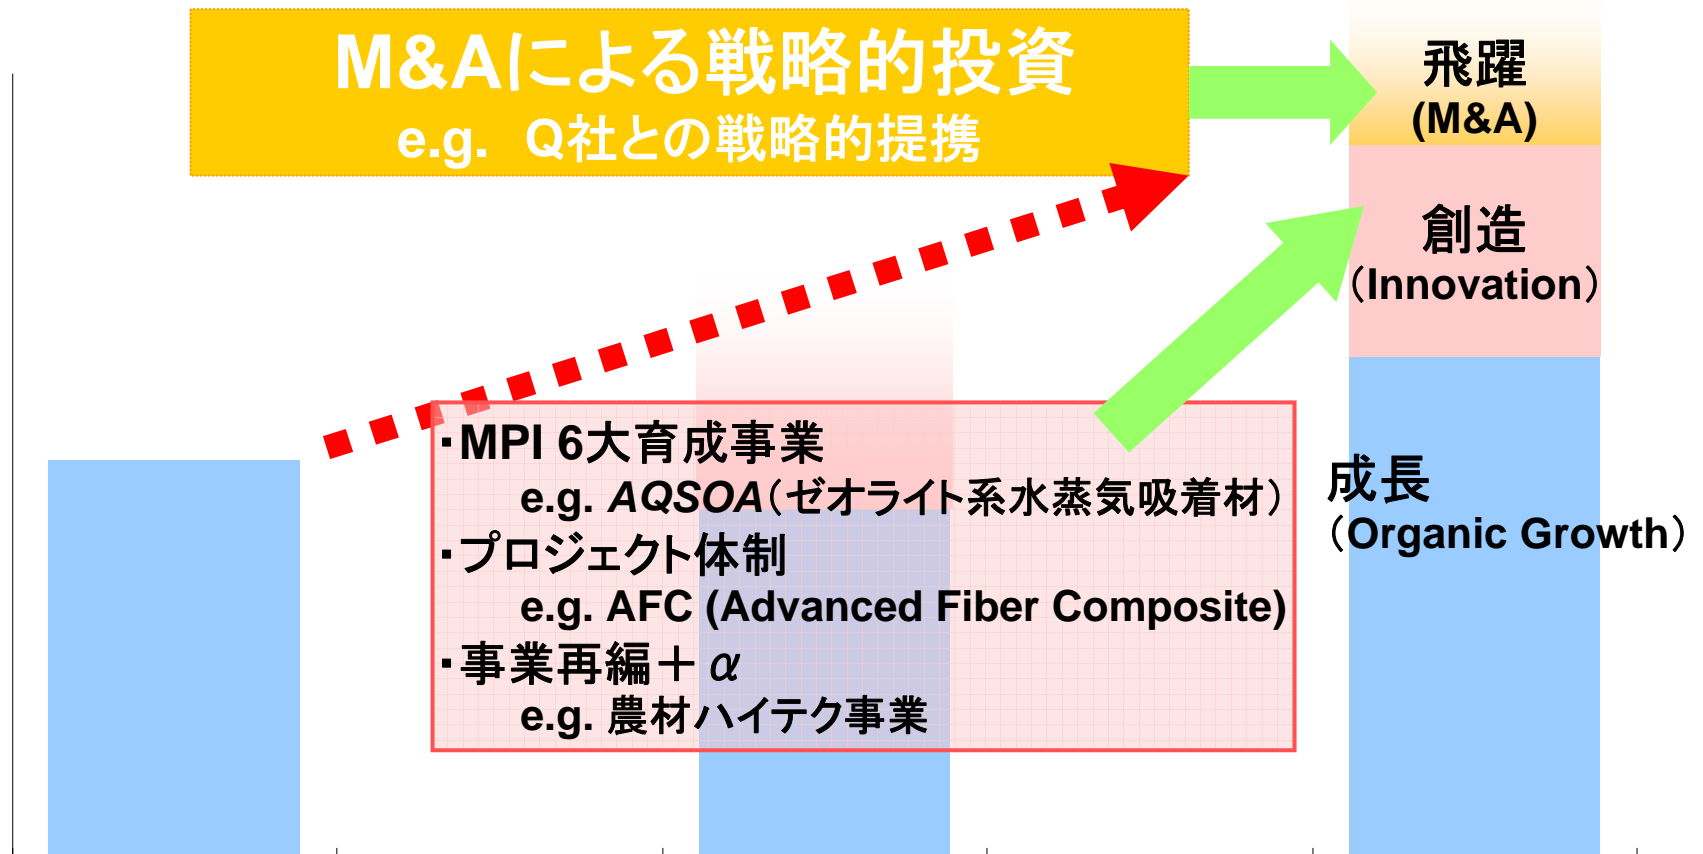 M&Aによる戦略的投資
e.g. Q社との戦略的提携
飛躍
(M&A)
創造
(Innovation)
・MPI 6大育成事業
e.g. AQSOA(ゼオライト系水蒸気吸着材)
・プロジェクト体制
e.g. AFC (Advanced Fiber Composite)
・事業再編+α
e.g. 農材ハイテク事業
成長
(Organic Growth)